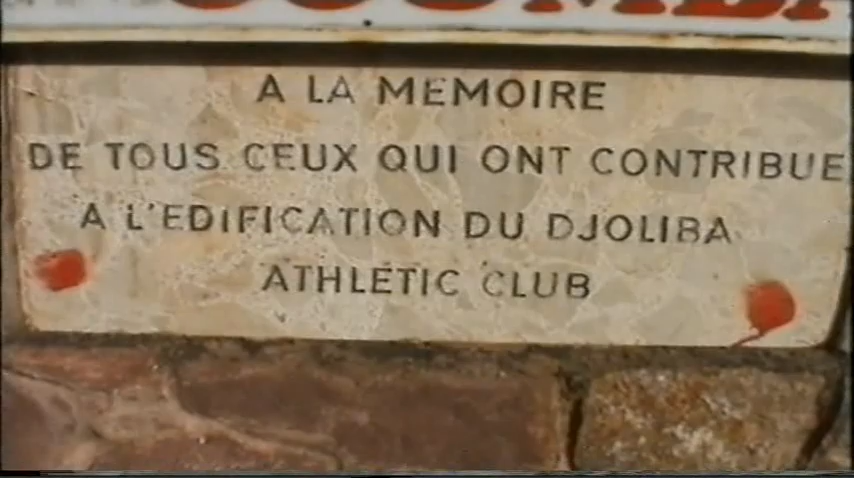 A LA MEMOIRE
DE TOUS CEUX QUI ONT CONTRIBUE
A L'EDIFICATION DU DJOLIBA
ATHLETIC CLUB